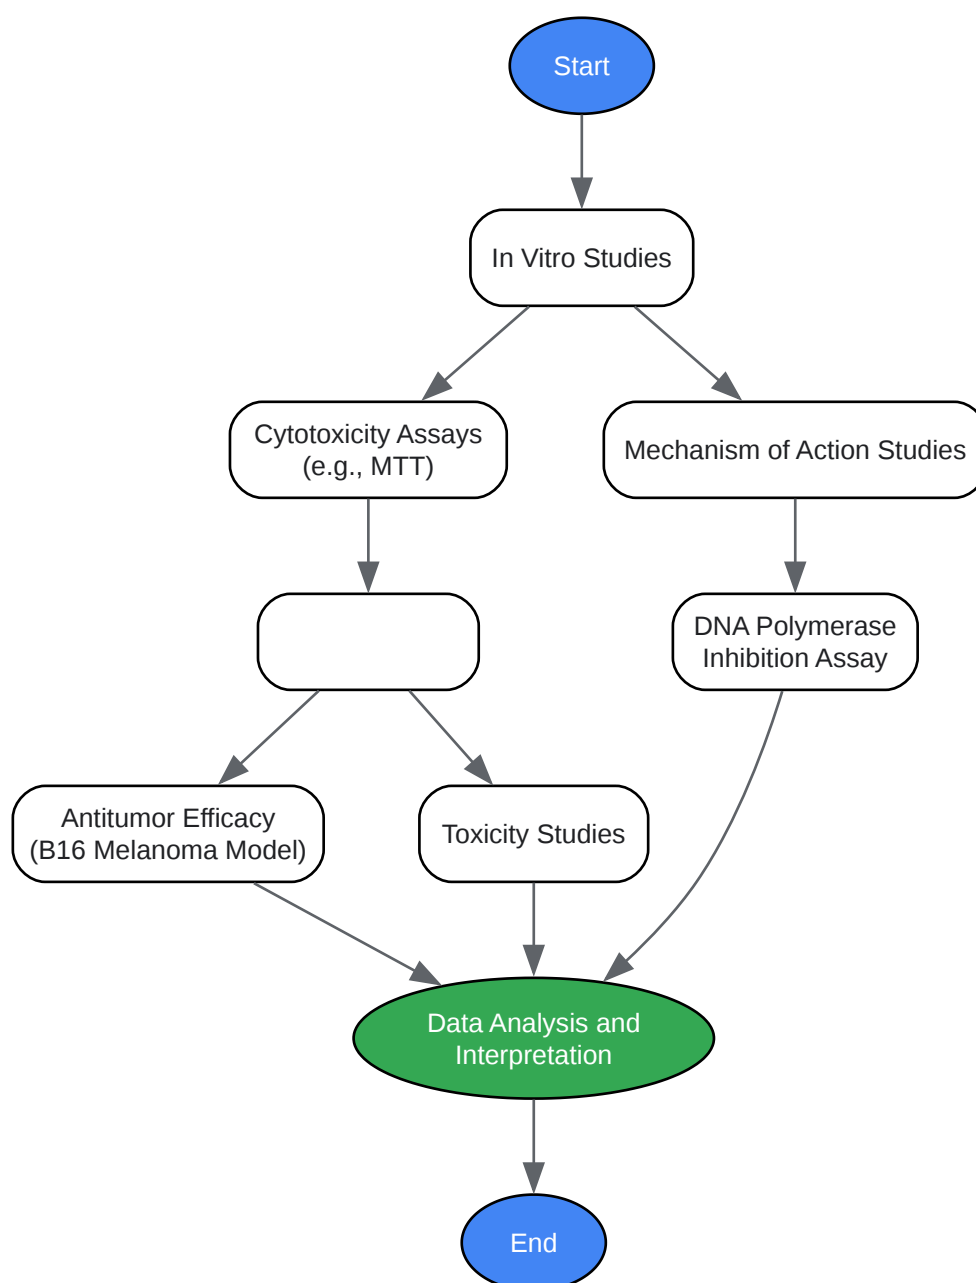 Start
In Vitro Studies
Cytotoxicity Assays
(e.g., MTT)
Mechanism of Action Studies
DNA Polymerase
Inhibition Assay
Antitumor Efficacy
(B16 Melanoma Model)
Toxicity Studies
Data Analysis and
Interpretation
End